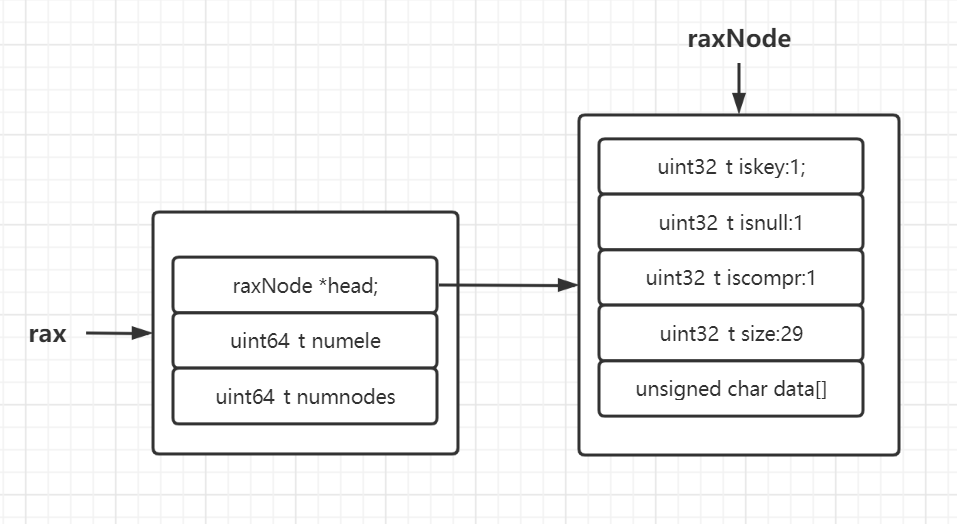 raxNode
uint32 t iskey:1;
uint32 t isnull:1
uint32 t iscompr:1
uint32 t size:29
unsigned char data[]
rax
raxNode *head;
uint64 t numele
uint64 t numnodes